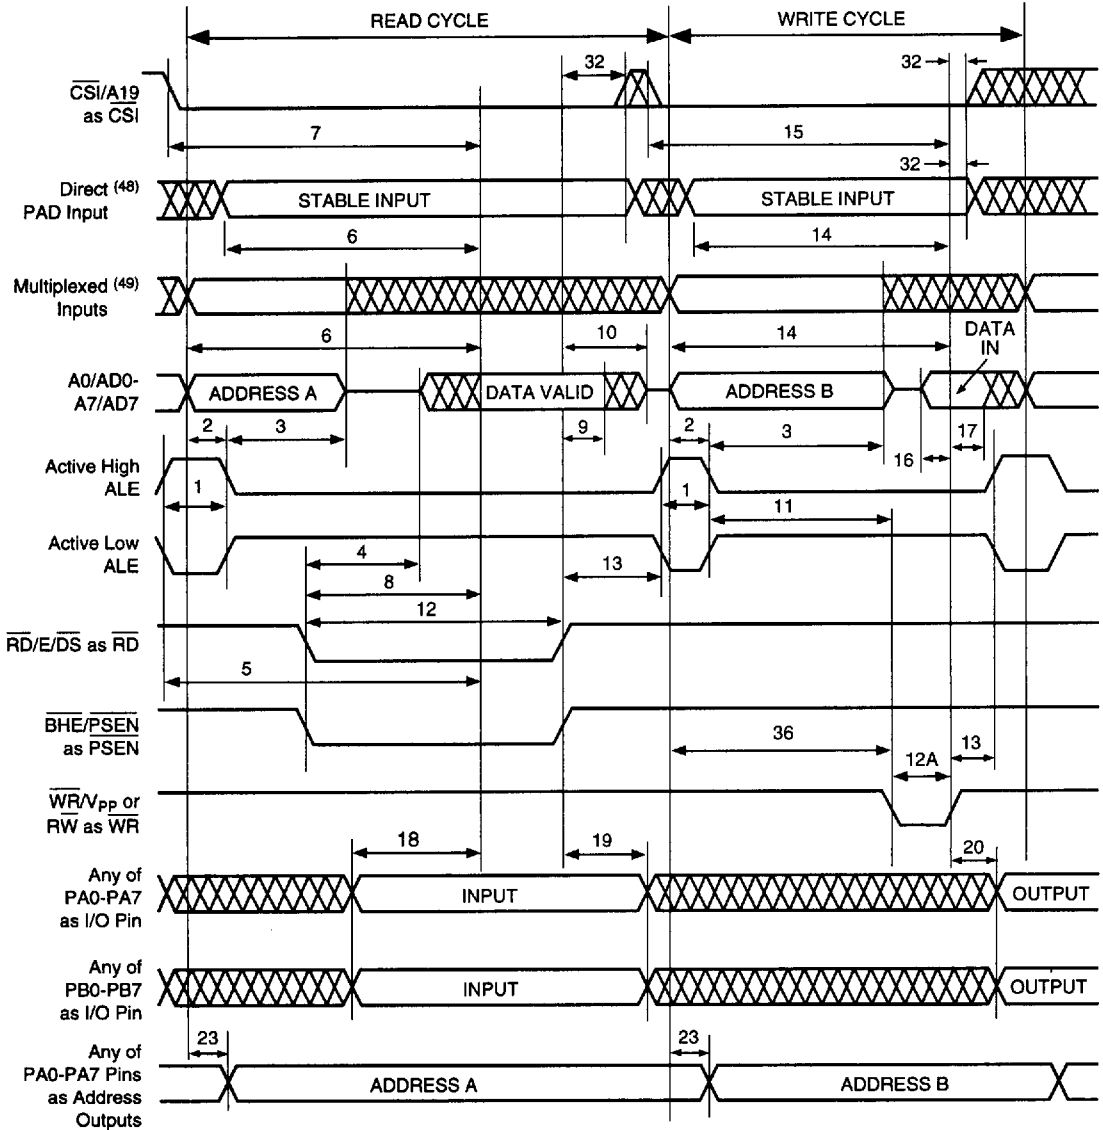 READ CYCLE
WRITE CYCLE
32
32
CSI/A19
as CSI
7
15
32
Direct (48)
PAD Input
STABLE INPUT
STABLE INPUT
6
14
Multiplexed (49)
Inputs
6
10
14
DATA
IN
A0/AD0-
A7/AD7
ADDRESS A
DATA VALID
ADDRESS B
2
3
9
2
3
16
17
Active High
ALE
1
1
11
Active Low
ALE
4
13
8
12
RD/E/DS as RD
5
BHE/PSEN
as PSEN
36
12A
13
WR/VPP or
RW as WR
18
19
20
Any of
PA0-PA7
as I/O Pin
INPUT
OUTPUT
Any of
PB0-PB7
as I/O Pin
INPUT
OUTPUT
23
23
Any of
PA0-PA7 Pins
as Address
Outputs
ADDRESS A
ADDRESS B